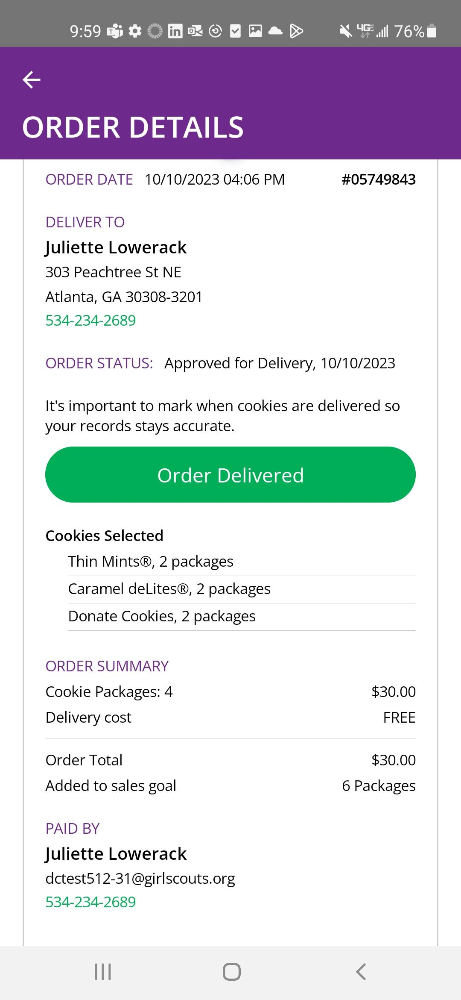 9:59 4G LTE 76%
ORDER DETAILS
ORDER DATE 10/10/2023 04:06 PM #05749843
DELIVER TO
Juliette Lowerack
303 Peachtree St NE
Atlanta, GA 30308-3201
534-234-2689
ORDER STATUS: Approved for Delivery, 10/10/2023
It's important to mark when cookies are delivered so
your records stays accurate.
Order Delivered
Cookies Selected
Thin Mints®, 2 packages
Caramel deLites®, 2 packages
Donate Cookies, 2 packages
ORDER SUMMARY
Cookie Packages: 4 $30.00
Delivery cost FREE
Order Total $30.00
Added to sales goal 6 Packages
PAID BY
Juliette Lowerack
dctest512-31@girlscouts.org
534-234-2689